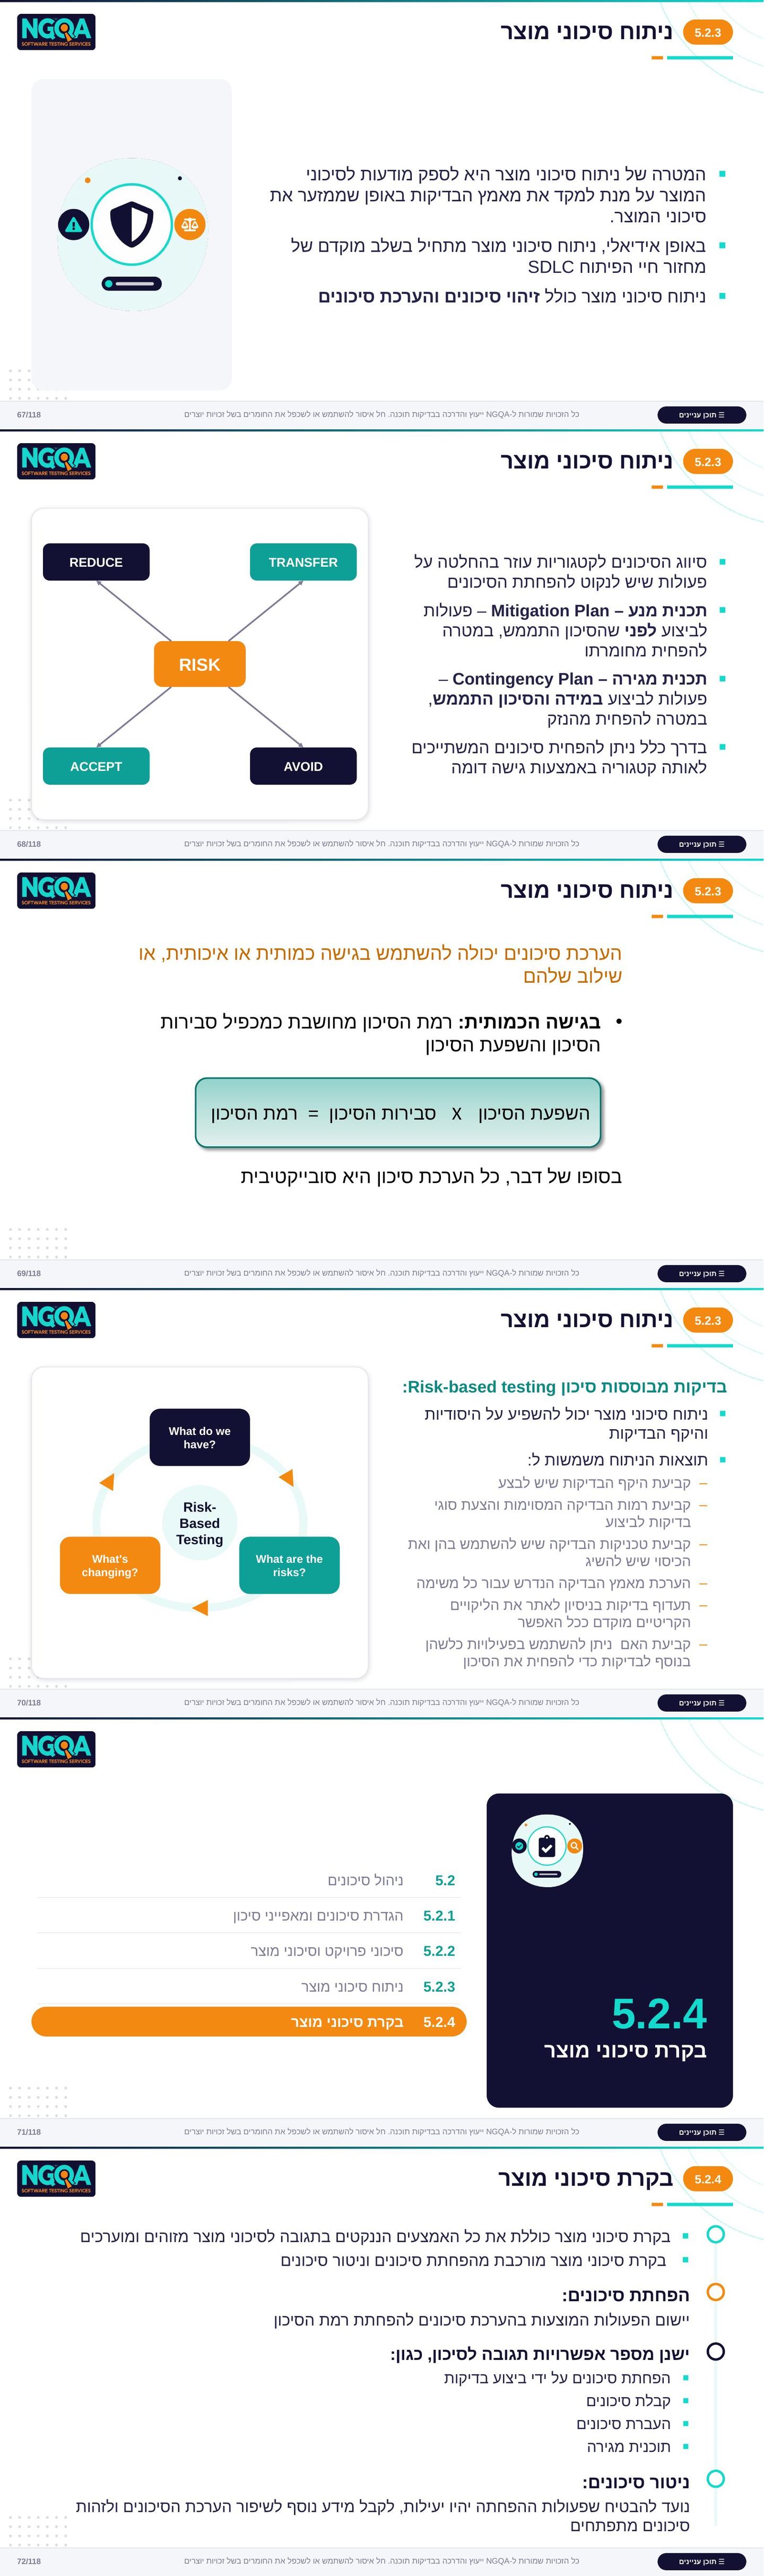 5.2.3 ניתוח סיכוני מוצר
NGQA
SOFTWARE TESTING SERVICES
המטרה של ניתוח סיכוני מוצר היא לספק מודעות לסיכוני
המוצר על מנת למקד את מאמץ הבדיקות באופן שממזער את
סיכוני המוצר.
באופן אידיאלי, ניתוח סיכוני מוצר מתחיל בשלב מוקדם של
מחזור חיי הפיתוח SDLC
ניתוח סיכוני מוצר כולל זיהוי סיכונים והערכת סיכונים
☰ תוכן עניינים
כל הזכויות שמורות ל-NGQA ייעוץ והדרכה בבדיקות תוכנה. חל איסור להשתמש או לשכפל את החומרים בשל זכויות יוצרים
67/118
5.2.3 ניתוח סיכוני מוצר
NGQA
SOFTWARE TESTING SERVICES
סיווג הסיכונים לקטגוריות עוזר בהחלטה על
פעולות שיש לנקוט להפחתת הסיכונים
תכנית מנע – Mitigation Plan – פעולות
לביצוע לפני שהסיכון התממש, במטרה
להפחית מחומרתו
תכנית מגירה – Contingency Plan –
פעולות לביצוע במידה והסיכון התממש,
במטרה להפחית מהנזק
בדרך כלל ניתן להפחית סיכונים המשתייכים
לאותה קטגוריה באמצעות גישה דומה
REDUCE
TRANSFER
RISK
ACCEPT
AVOID
☰ תוכן עניינים
כל הזכויות שמורות ל-NGQA ייעוץ והדרכה בבדיקות תוכנה. חל איסור להשתמש או לשכפל את החומרים בשל זכויות יוצרים
68/118
5.2.3 ניתוח סיכוני מוצר
NGQA
SOFTWARE TESTING SERVICES
הערכת סיכונים יכולה להשתמש בגישה כמותית או איכותית, או
שילוב שלהם
• בגישה הכמותית: רמת הסיכון מחושבת כמכפיל סבירות
הסיכון והשפעת הסיכון
השפעת הסיכון X סבירות הסיכון = רמת הסיכון
בסופו של דבר, כל הערכת סיכון היא סובייקטיבית
☰ תוכן עניינים
כל הזכויות שמורות ל-NGQA ייעוץ והדרכה בבדיקות תוכנה. חל איסור להשתמש או לשכפל את החומרים בשל זכויות יוצרים
69/118
5.2.3 ניתוח סיכוני מוצר
NGQA
SOFTWARE TESTING SERVICES
בדיקות מבוססות סיכון Risk-based testing:
ניתוח סיכוני מוצר יכול להשפיע על היסודיות
והיקף הבדיקות
תוצאות הניתוח משמשות ל:
– קביעת היקף הבדיקות שיש לבצע
– קביעת רמות הבדיקה המסוימות והצעת סוגי
בדיקות לביצוע
– קביעת טכניקות הבדיקה שיש להשתמש בהן ואת
הכיסוי שיש להשיג
– הערכת מאמץ הבדיקה הנדרש עבור כל משימה
– תעדוף בדיקות בניסיון לאתר את הליקויים
הקריטיים מוקדם ככל האפשר
– קביעת האם ניתן להשתמש בפעילויות כלשהן
בנוסף לבדיקות כדי להפחית את הסיכון
What do we
have?
Risk-
Based
Testing
What's
changing?
What are the
risks?
☰ תוכן עניינים
כל הזכויות שמורות ל-NGQA ייעוץ והדרכה בבדיקות תוכנה. חל איסור להשתמש או לשכפל את החומרים בשל זכויות יוצרים
70/118
NGQA
SOFTWARE TESTING SERVICES
5.2.4
בקרת סיכוני מוצר
5.2 ניהול סיכונים
5.2.1 הגדרת סיכונים ומאפייני סיכון
5.2.2 סיכוני פרויקט וסיכוני מוצר
5.2.3 ניתוח סיכוני מוצר
5.2.4 בקרת סיכוני מוצר
☰ תוכן עניינים
כל הזכויות שמורות ל-NGQA ייעוץ והדרכה בבדיקות תוכנה. חל איסור להשתמש או לשכפל את החומרים בשל זכויות יוצרים
71/118
5.2.4 בקרת סיכוני מוצר
NGQA
SOFTWARE TESTING SERVICES
בקרת סיכוני מוצר כוללת את כל האמצעים הננקטים בתגובה לסיכוני מוצר מזוהים ומוערכים
בקרת סיכוני מוצר מורכבת מהפחתת סיכונים וניטור סיכונים
הפחתת סיכונים:
יישום הפעולות המוצעות בהערכת סיכונים להפחתת רמת הסיכון
ישנן מספר אפשרויות תגובה לסיכון, כגון:
הפחתת סיכונים על ידי ביצוע בדיקות
קבלת סיכונים
העברת סיכונים
תוכנית מגירה
ניטור סיכונים:
נועד להבטיח שפעולות ההפחתה יהיו יעילות, לקבל מידע נוסף לשיפור הערכת הסיכונים ולזהות
סיכונים מתפתחים
☰ תוכן עניינים
כל הזכויות שמורות ל-NGQA ייעוץ והדרכה בבדיקות תוכנה. חל איסור להשתמש או לשכפל את החומרים בשל זכויות יוצרים
72/118